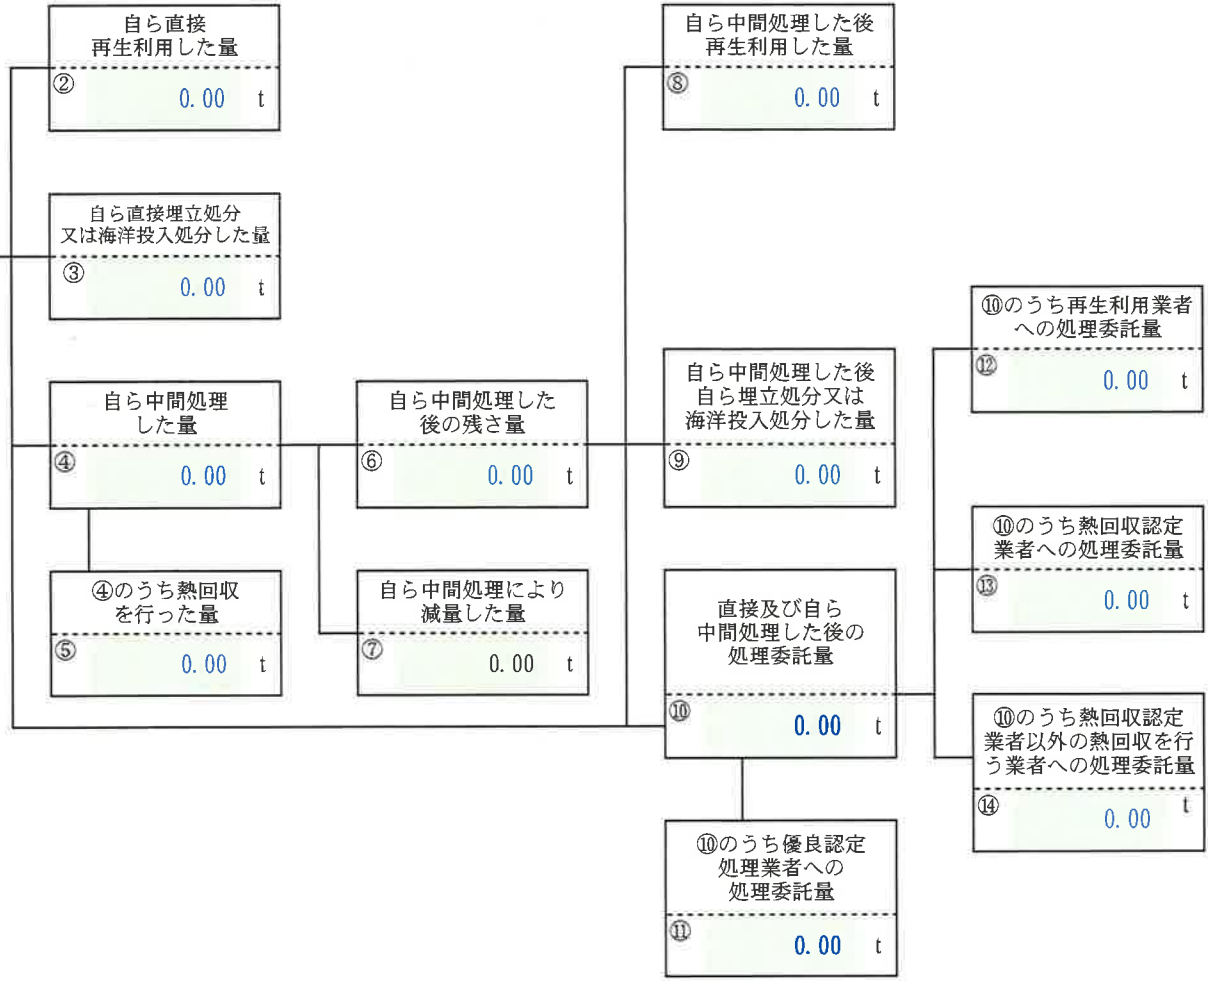 自ら直接
再生利用した量
② 0.00 t
自ら直接埋立処分
又は海洋投入処分した量
③ 0.00 t
自ら中間処理
した量
④ 0.00 t
④のうち熱回収
を行った量
⑤ 0.00 t
自ら中間処理した
後の残さ量
⑥ 0.00 t
自ら中間処理により
減量した量
⑦ 0.00 t
自ら中間処理した後
再生利用した量
⑧ 0.00 t
自ら中間処理した後
自ら埋立処分又は
海洋投入処分した量
⑨ 0.00 t
直接及び自ら
中間処理した後の
処理委託量
⑩ 0.00 t
⑩のうち優良認定
処理業者への
処理委託量
⑪ 0.00 t
⑩のうち再生利用業者
への処理委託量
⑫ 0.00 t
⑩のうち熱回収認定
業者への処理委託量
⑬ 0.00 t
⑩のうち熱回収認定
業者以外の熱回収を行
う業者への処理委託量
⑭ 0.00 t